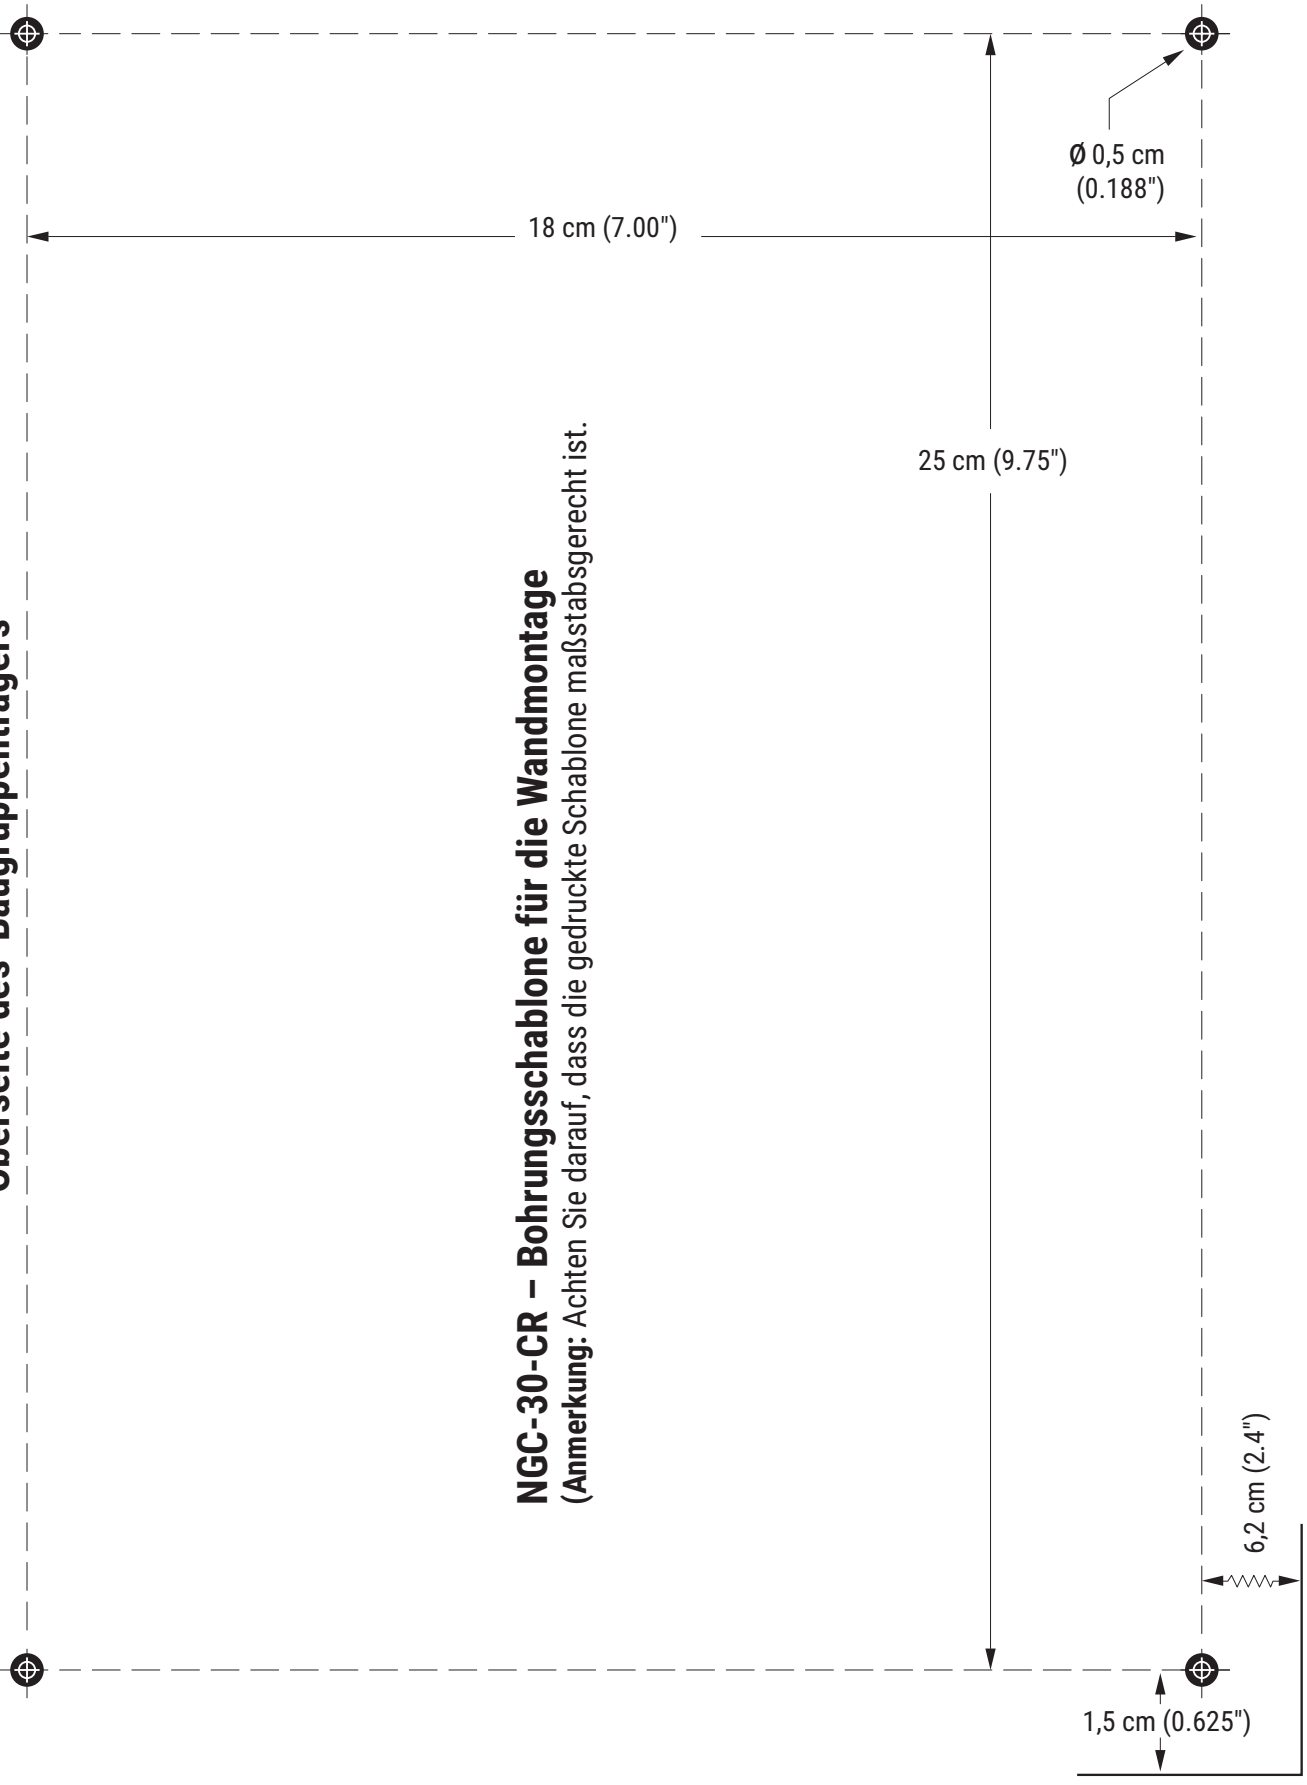 Oberseite des Baugruppenträgers
NGC-30-CR – Bohrungsschablone für die Wandmontage
(Anmerkung: Achten Sie darauf, dass die gedruckte Schablone maßstabsgerecht ist.
Ø 0,5 cm
(0.188")
18 cm (7.00")
25 cm (9.75")
6,2 cm (2.4")
1,5 cm (0.625")